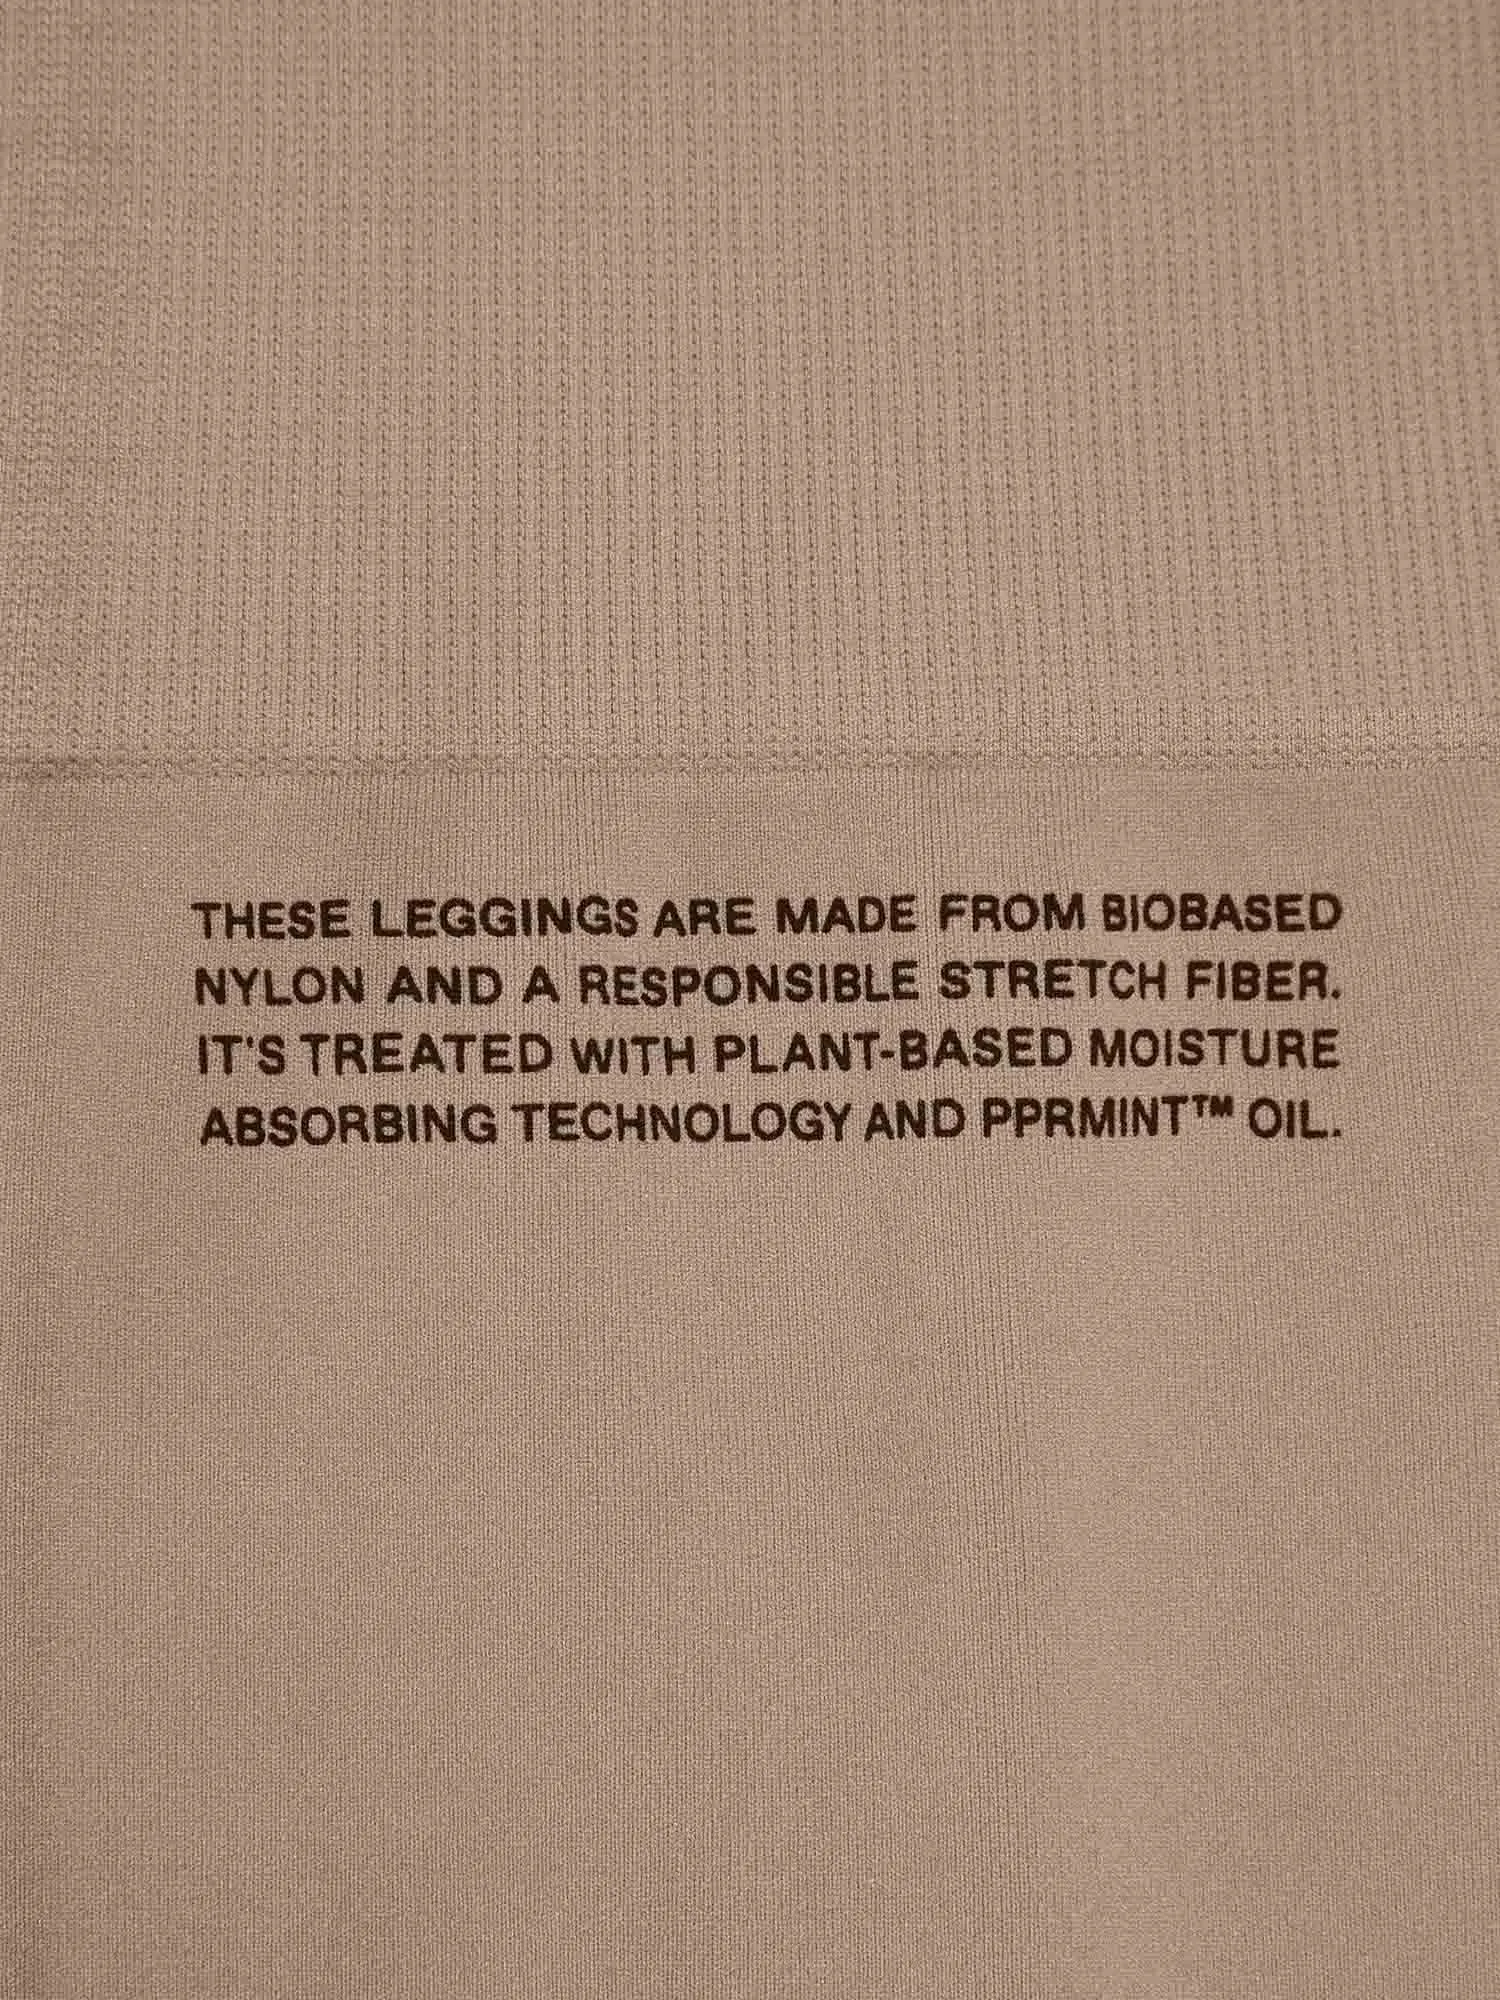 THESE LEGGINGS ARE MADE FROM BIOBASED
NYLON AND A RESPONSIBLE STRETCH FIBER.
IT'S TREATED WITH PLANT-BASED MOISTURE
ABSORBING TECHNOLOGY AND PPRMINT™ OIL.